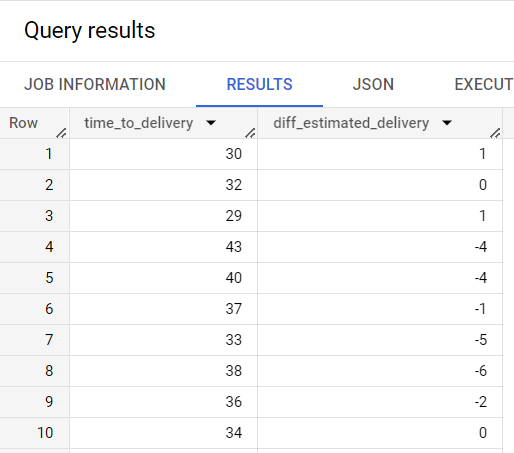 Query results
JOB INFORMATION RESULTS JSON EXECUT
Row time_to_delivery diff_estimated_delivery
1 30 1
2 32 0
3 29 1
4 43 -4
5 40 -4
6 37 -1
7 33 -5
8 38 -6
9 36 -2
10 34 0